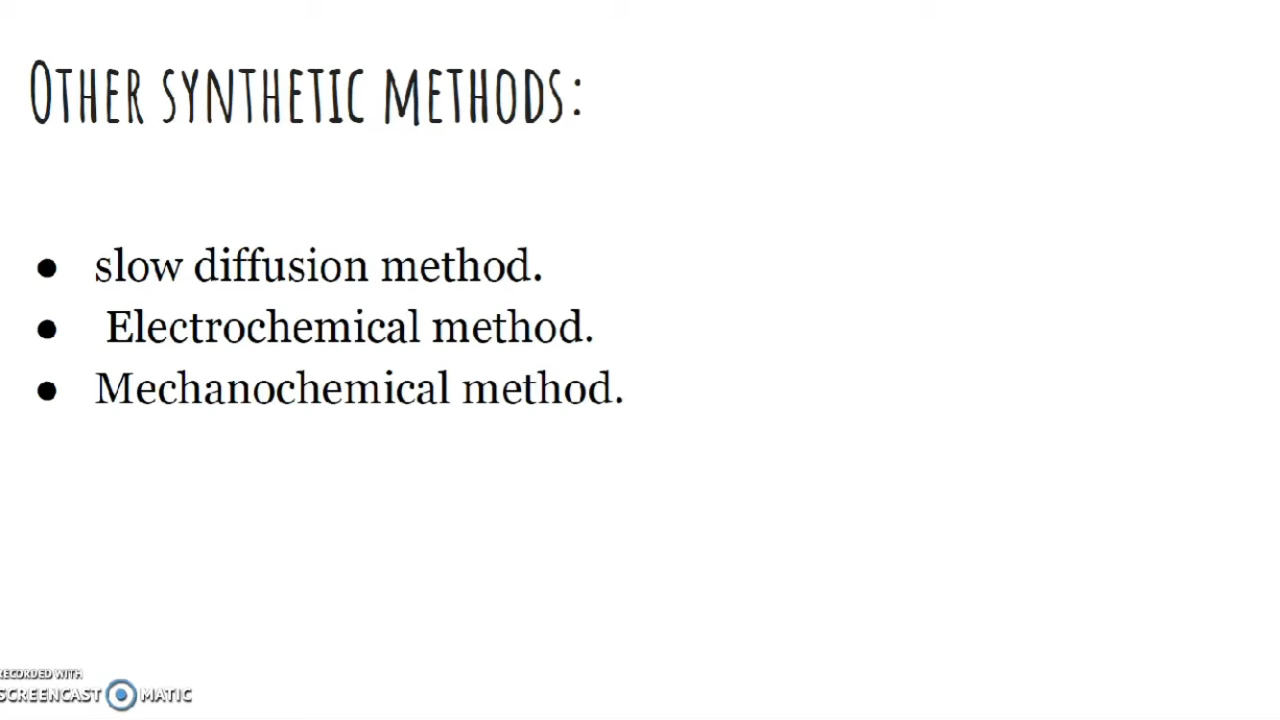 Other synthetic methods:
● slow diffusion method.
● Electrochemical method.
● Mechanochemical method.
RECORDED WITH
SCREENCAST MATIC